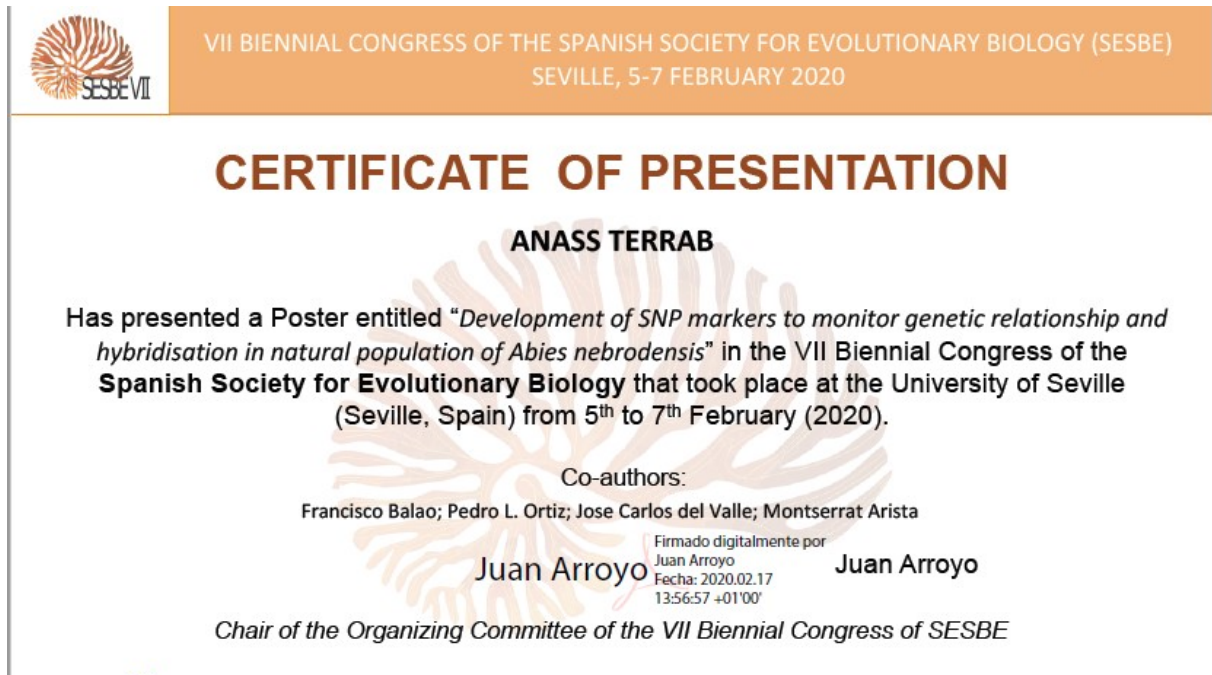 SESBE VII
VII BIENNIAL CONGRESS OF THE SPANISH SOCIETY FOR EVOLUTIONARY BIOLOGY (SESBE)
SEVILLE, 5-7 FEBRUARY 2020
CERTIFICATE OF PRESENTATION
ANASS TERRAB
Has presented a Poster entitled “Development of SNP markers to monitor genetic relationship and
hybridisation in natural population of Abies nebrodensis” in the VII Biennial Congress of the
Spanish Society for Evolutionary Biology that took place at the University of Seville
(Seville, Spain) from 5th to 7th February (2020).
Co-authors:
Francisco Balao; Pedro L. Ortiz; Jose Carlos del Valle; Montserrat Arista
Juan Arroyo
Firmado digitalmente por
Juan Arroyo
Fecha: 2020.02.17
13:56:57 +01'00'
Juan Arroyo
Chair of the Organizing Committee of the VII Biennial Congress of SESBE